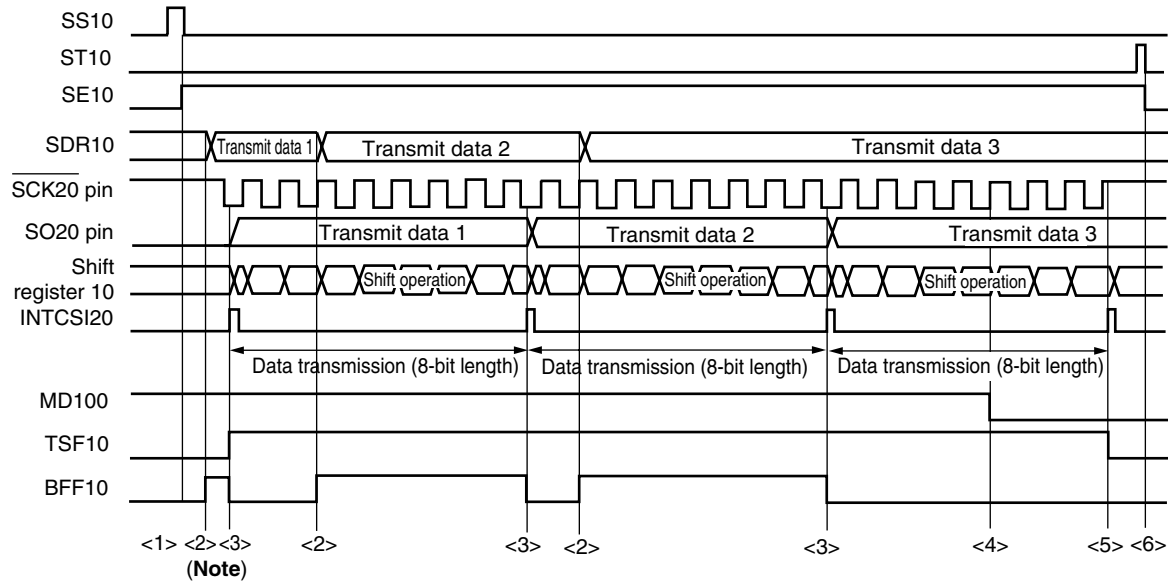 SS10
ST10
SE10
SDR10
Transmit data 1
Transmit data 2
Transmit data 3
SCK20 pin
SO20 pin
Transmit data 1
Transmit data 2
Transmit data 3
Shift
register 10
Shift operation
Shift operation
Shift operation
INTCSI20
Data transmission (8-bit length)
Data transmission (8-bit length)
Data transmission (8-bit length)
MD100
TSF10
BFF10
<1>
<2>
<3>
<2>
<3>
<2>
<3>
<4>
<5>
<6>
(Note)